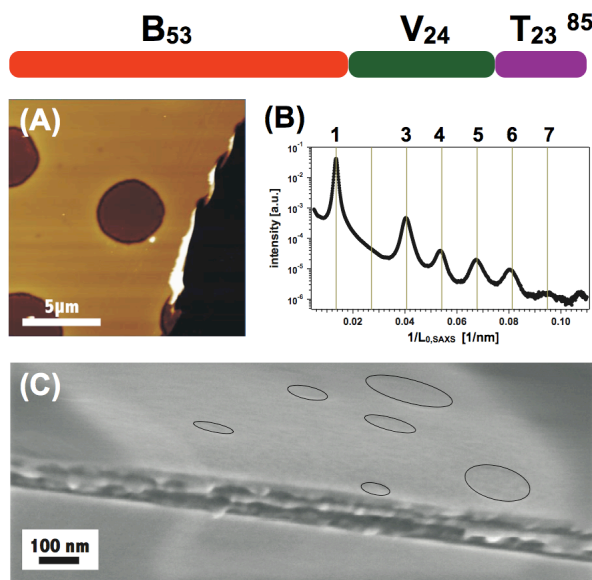 B53 V24 T23 85
(A)
5μm
(B)
1 3 4 5 6 7
intensity [a.u.]
10-1
10-2
10-3
10-4
10-5
10-6
0.02 0.04 0.06 0.08 0.10
1/L0,SAXS [1/nm]
(C)
100 nm